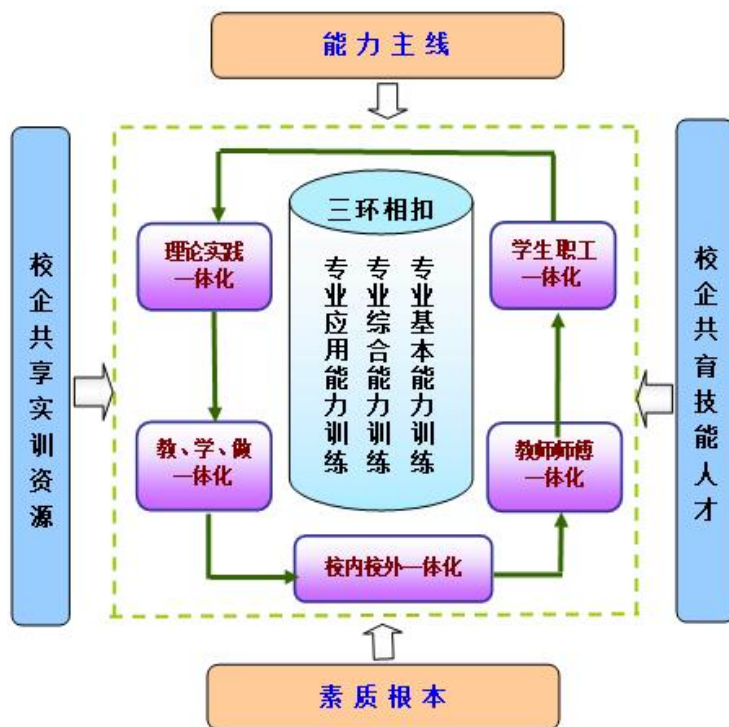 能力主线
校企共享实训资源
三环相扣
专业应用能力训练
专业综合能力训练
专业基本能力训练
理论实践
一体化
学生职工
一体化
教、学、做
一体化
教师师傅
一体化
校内校外一体化
校企共育技能人才
素质根本